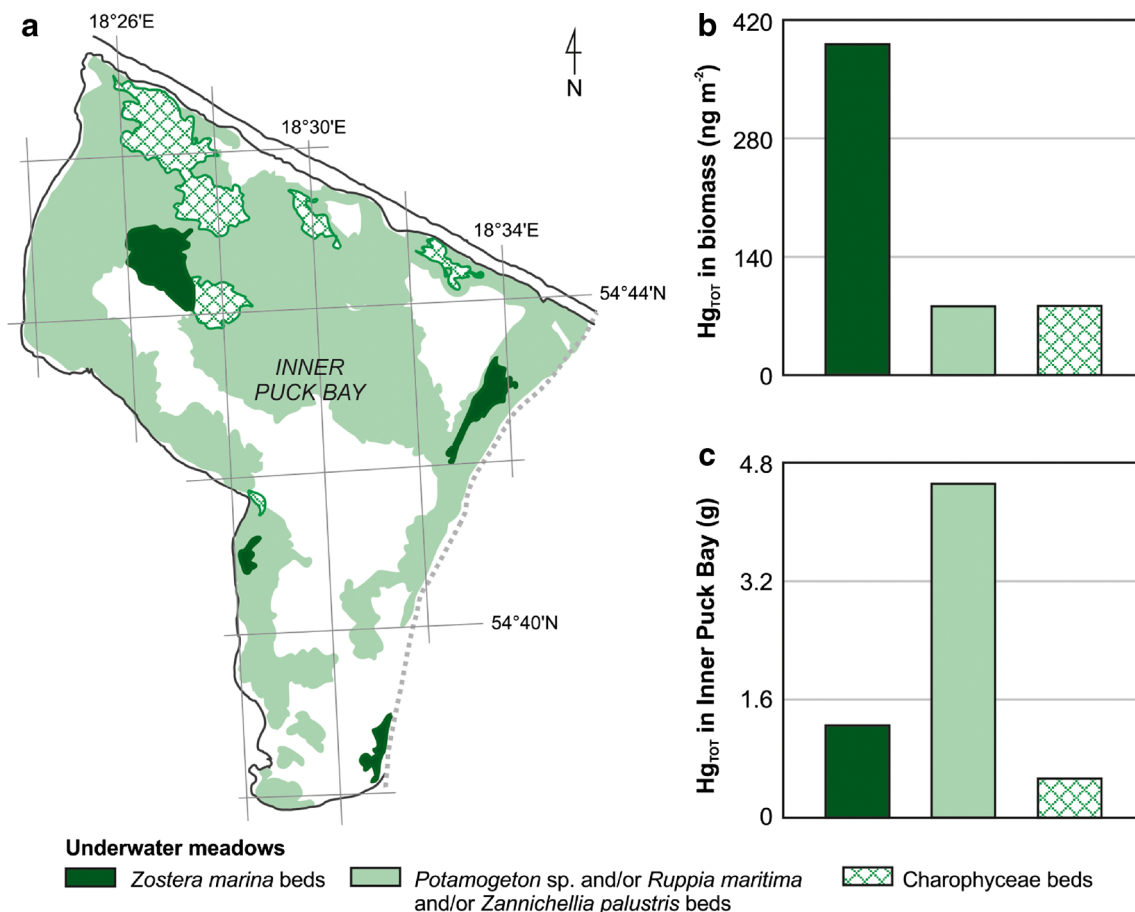 a
18°26'E
N
18°30'E
18°34'E
54°44'N
INNER
PUCK BAY
54°40'N
b
Hg_TOT in biomass (ng m⁻²)
420
280
140
0
c
Hg_TOT in Inner Puck Bay (g)
4.8
3.2
1.6
0
Underwater meadows
Zostera marina beds
Potamogeton sp. and/or Ruppia maritima
and/or Zannichellia palustris beds
Charophyceae beds